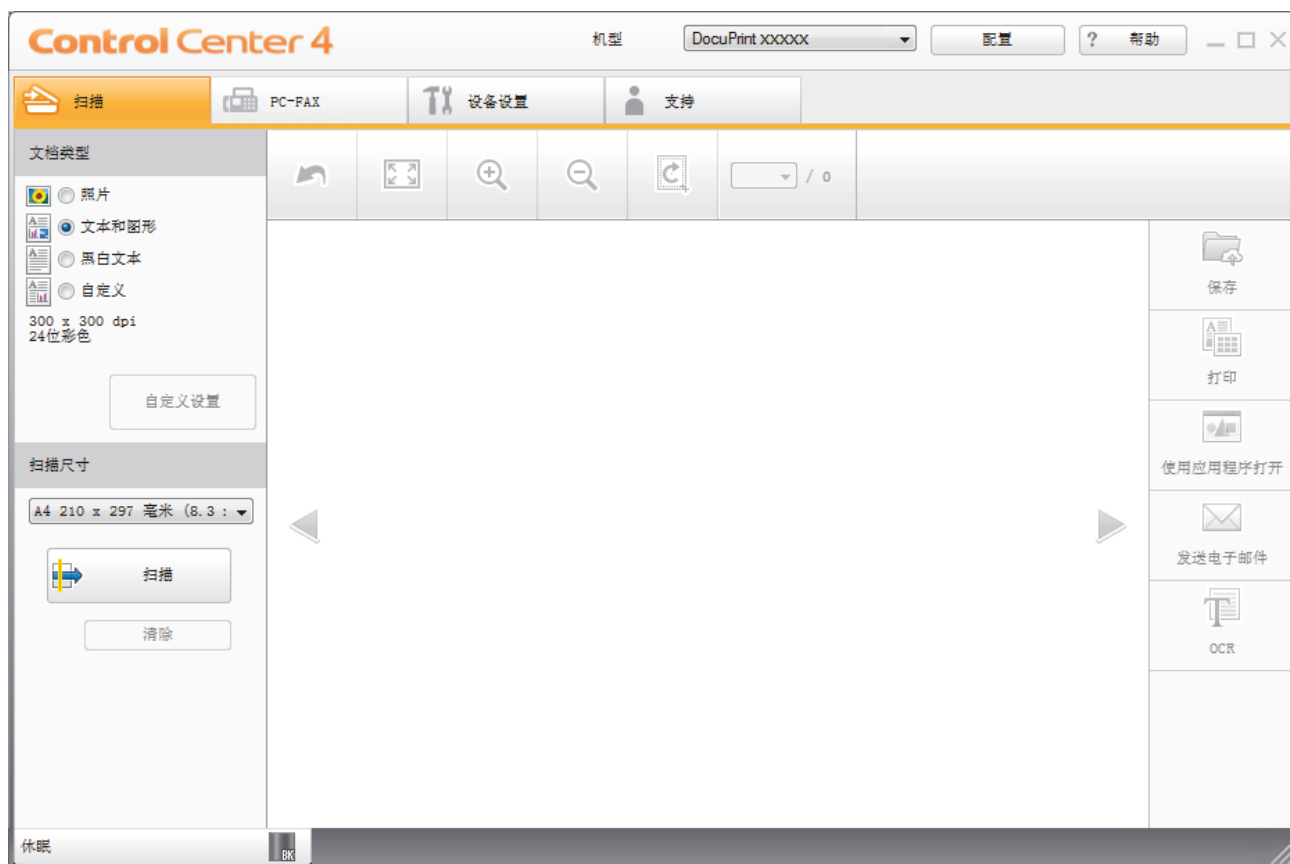 Control Center 4
机型
DocuPrint XXXXX
配置
? 帮助
扫描
PC-FAX
设备设置
支持
文档类型
照片
文本和图形
黑白文本
自定义
300 x 300 dpi
24位彩色
自定义设置
扫描尺寸
A4 210 x 297 毫米 (8.3 :
扫描
清除
/ 0
保存
打印
使用应用程序打开
发送电子邮件
OCR
休眠
BK